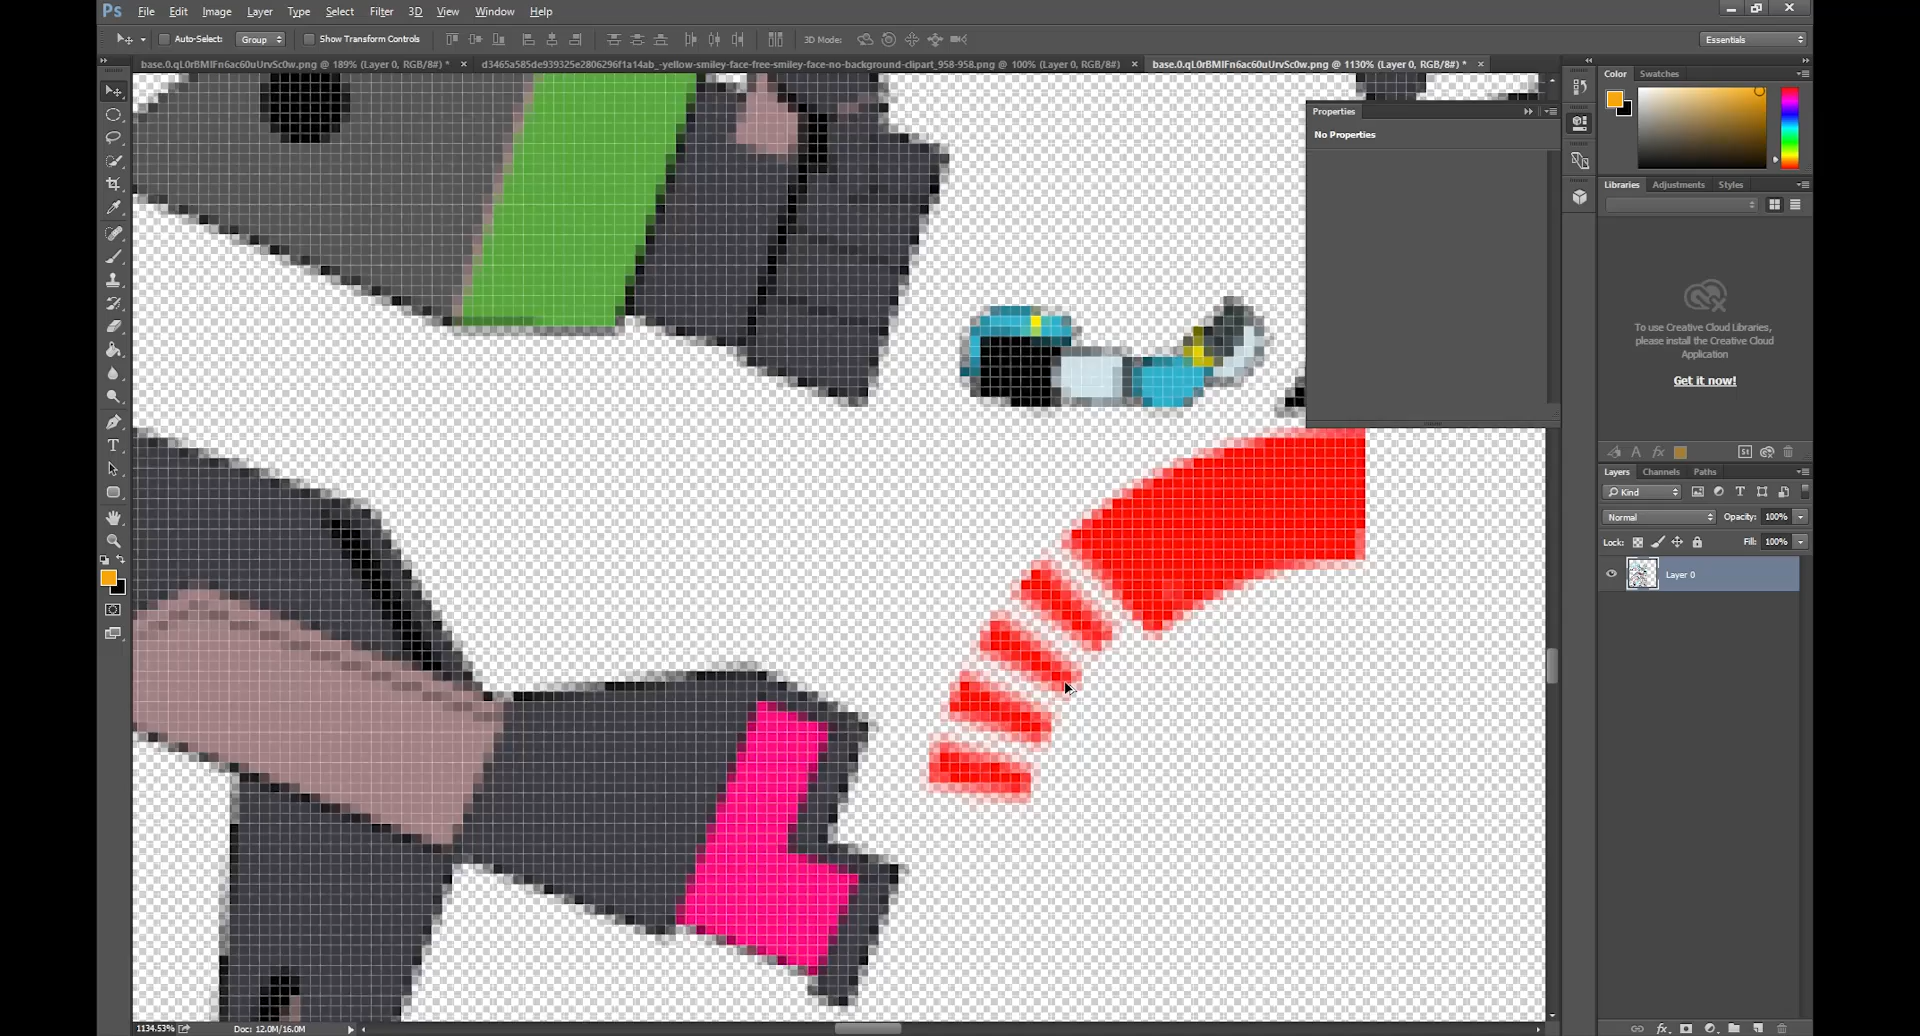 Ps File Edit Image Layer Type Select Filter 3D View Window Help
Auto-Select: Group Show Transform Controls 3D Mode: Essentials
base.0.qL0rBMIFn6ac60uUrvSc0w.png @ 189% (Layer 0, RGB/8#) * × d3465a585de939325e2806296f1a14ab_-yellow-smiley-face-free-smiley-face-no-background-clipart_958-958.png @ 100% (Layer 0, RGB/8#) × base.0.qL0rBMIFn6ac60uUrvSc0w.png @ 1130% (Layer 0, RGB/8#) * ×
Color Swatches
Properties
No Properties
Libraries Adjustments Styles
To use Creative Cloud Libraries,
please install the Creative Cloud
Application
Get it now!
Layers Channels Paths
Kind
Normal Opacity: 100%
Lock: Fill: 100%
Layer 0
1134.53% Doc: 12.0M/16.0M